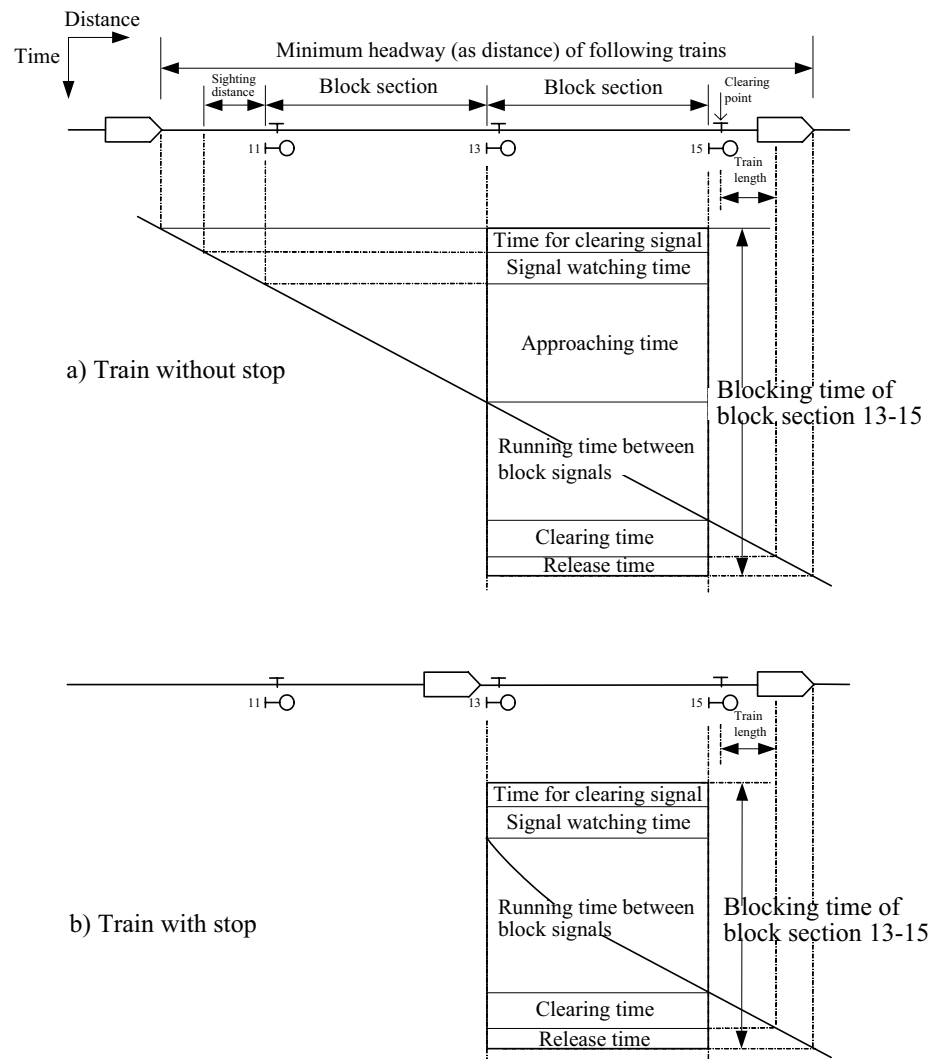 Distance
Time
Minimum headway (as distance) of following trains
Sighting
distance
Block section
Block section
Clearing
point
11
13
15
Train
length
Time for clearing signal
Signal watching time
Approaching time
a) Train without stop
Blocking time of
block section 13-15
Running time between
block signals
Clearing time
Release time
11
13
15
Train
length
Time for clearing signal
Signal watching time
b) Train with stop
Running time between
block signals
Blocking time of
block section 13-15
Clearing time
Release time